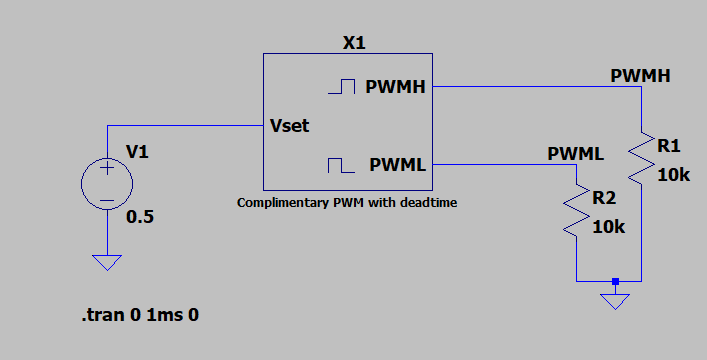 X1
PWMH
PWMH
Vset
V1
R1
PWML
PWML
10k
R2
Complimentary PWM with deadtime
0.5
10k
.tran 0 1ms 0